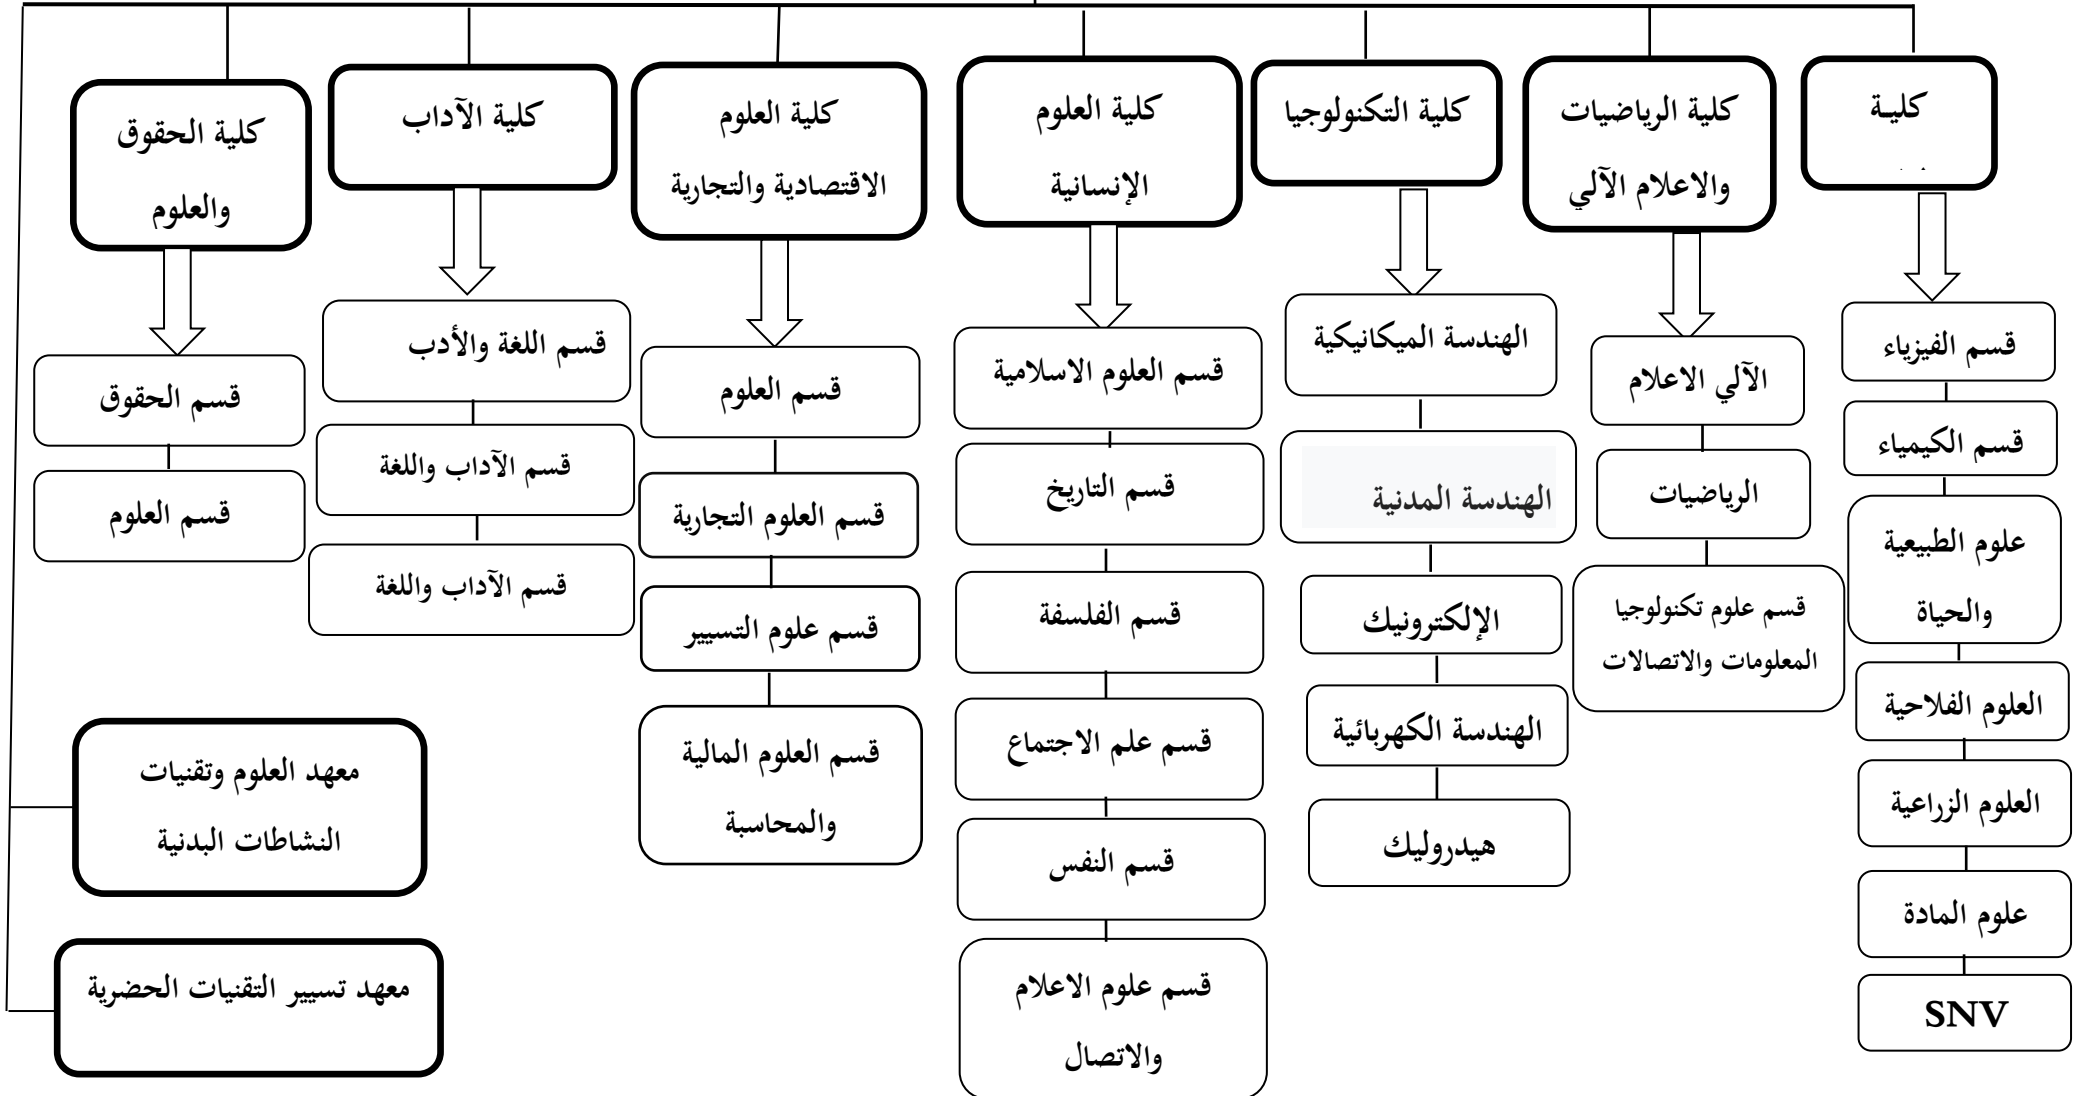 كليـة
كلية الرياضيات
والاعلام الآلي
كلية التكنولوجيا
كلية العلوم
الإنسانية
كلية العلوم
الاقتصادية والتجارية
كلية الآداب
كلية الحقوق
والعلوم
قسم الفيزياء
قسم الكيمياء
علوم الطبيعية
والحياة
العلوم الفلاحية
العلوم الزراعية
علوم المادة
SNV
الآلي الاعلام
الرياضيات
قسم علوم تكنولوجيا
المعلومات والاتصالات
الهندسة الميكانيكية
الهندسة المدنية
الإلكترونيك
الهندسة الكهربائية
هيدروليك
قسم العلوم الاسلامية
قسم التاريخ
قسم الفلسفة
قسم علم الاجتماع
قسم النفس
قسم علوم الاعلام
والاتصال
قسم العلوم
قسم العلوم التجارية
قسم علوم التسيير
قسم العلوم المالية
والمحاسبة
قسم اللغة والأدب
قسم الآداب واللغة
قسم الآداب واللغة
قسم الحقوق
قسم العلوم
معهد العلوم وتقنيات
النشاطات البدنية
معهد تسيير التقنيات الحضرية